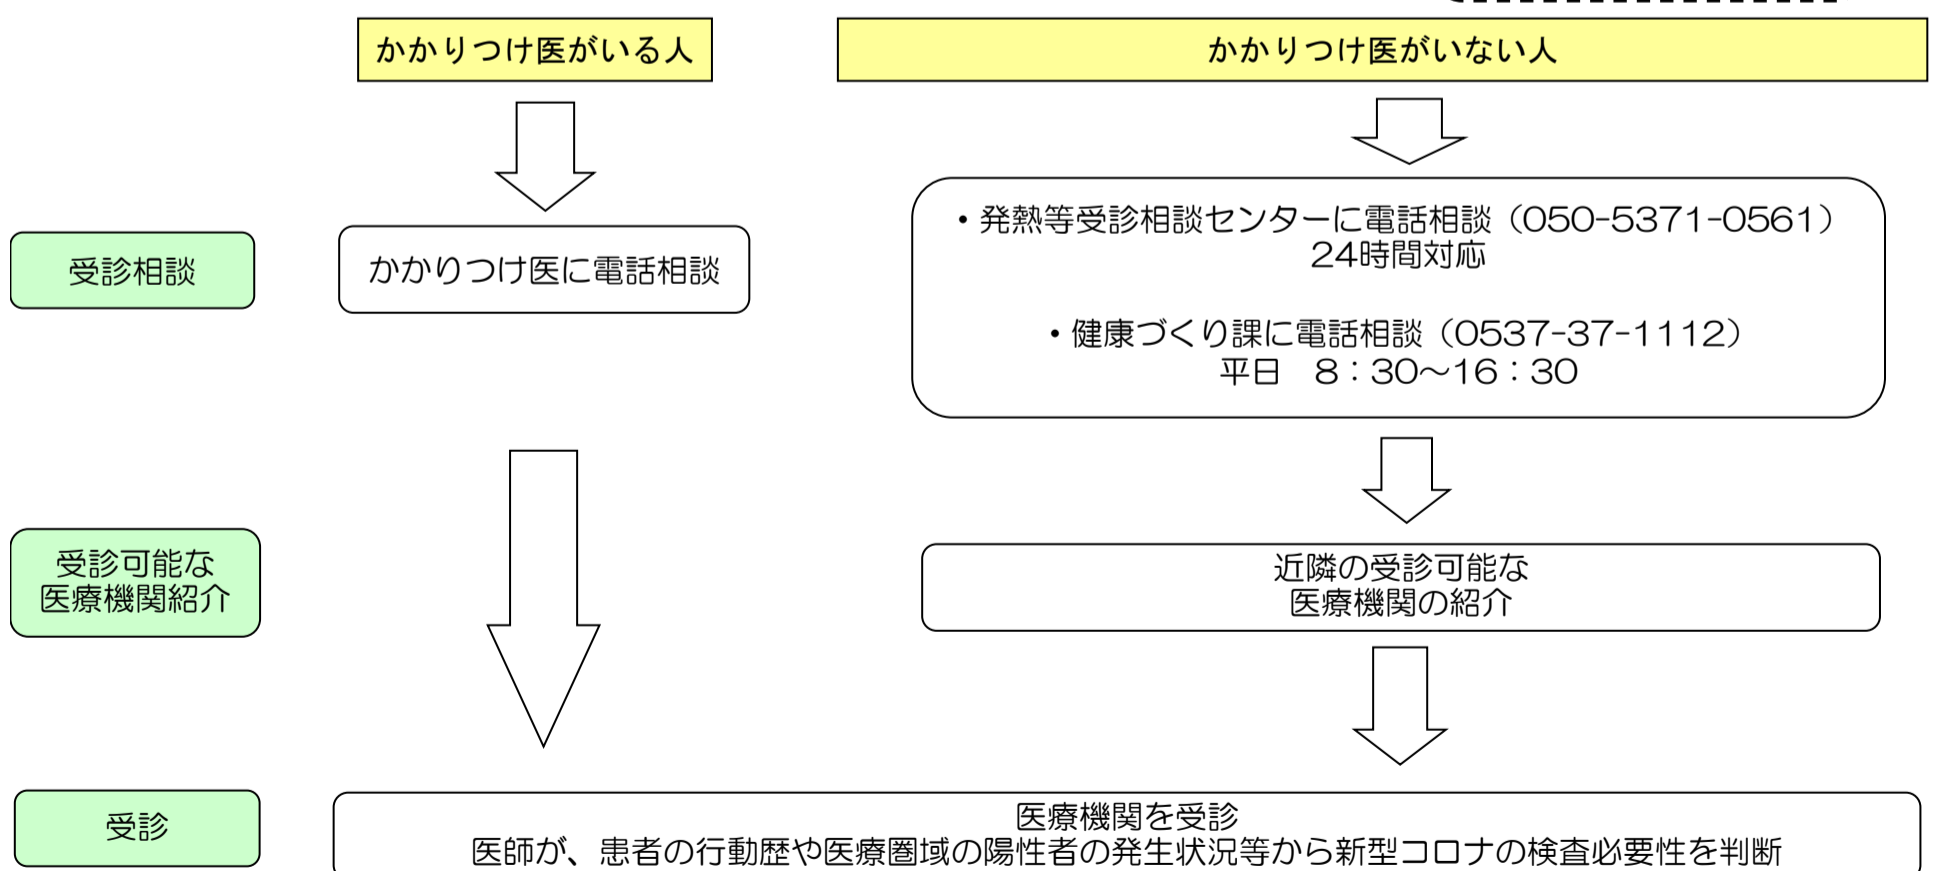 かかりつけ医がいる人
かかりつけ医がいない人
受診相談
かかりつけ医に電話相談
・発熱等受診相談センターに電話相談（050-5371-0561）
24時間対応
・健康づくり課に電話相談（0537-37-1112）
平日　8：30～16：30
受診可能な
医療機関紹介
近隣の受診可能な
医療機関の紹介
受診
医療機関を受診
医師が、患者の行動歴や医療圏域の陽性者の発生状況等から新型コロナの検査必要性を判断